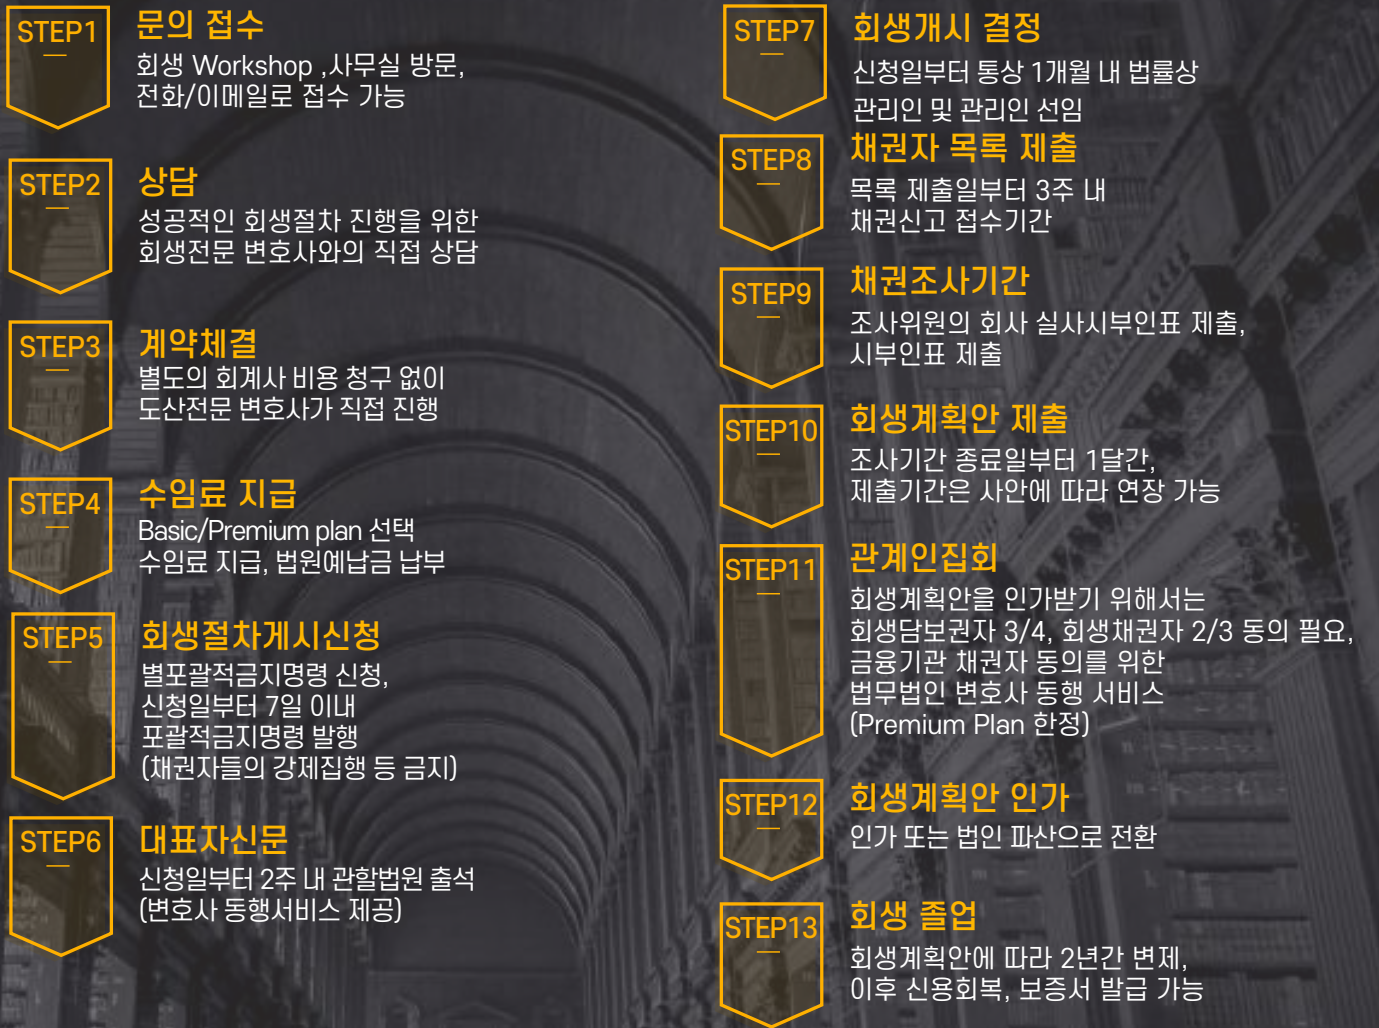 STEP1
문의 접수
회생 Workshop ,사무실 방문,
전화/이메일로 접수 가능
STEP2
상담
성공적인 회생절차 진행을 위한
회생전문 변호사와의 직접 상담
STEP3
계약체결
별도의 회계사 비용 청구 없이
도산전문 변호사가 직접 진행
STEP4
수임료 지급
Basic/Premium plan 선택
수임료 지급, 법원예납금 납부
STEP5
회생절차게시신청
별포괄적금지명령 신청,
신청일부터 7일 이내
포괄적금지명령 발행
(채권자들의 강제집행 등 금지)
STEP6
대표자신문
신청일부터 2주 내 관할법원 출석
(변호사 동행서비스 제공)
STEP7
회생개시 결정
신청일부터 통상 1개월 내 법률상
관리인 및 관리인 선임
STEP8
채권자 목록 제출
목록 제출일부터 3주 내
채권신고 접수기간
STEP9
채권조사기간
조사위원의 회사 실사시부인표 제출,
시부인표 제출
STEP10
회생계획안 제출
조사기간 종료일부터 1달간,
제출기간은 사안에 따라 연장 가능
STEP11
관계인집회
회생계획안을 인가받기 위해서는
회생담보권자 3/4, 회생채권자 2/3 동의 필요,
금융기관 채권자 동의를 위한
법무법인 변호사 동행 서비스
(Premium Plan 한정)
STEP12
회생계획안 인가
인가 또는 법인 파산으로 전환
STEP13
회생 졸업
회생계획안에 따라 2년간 변제,
이후 신용회복, 보증서 발급 가능